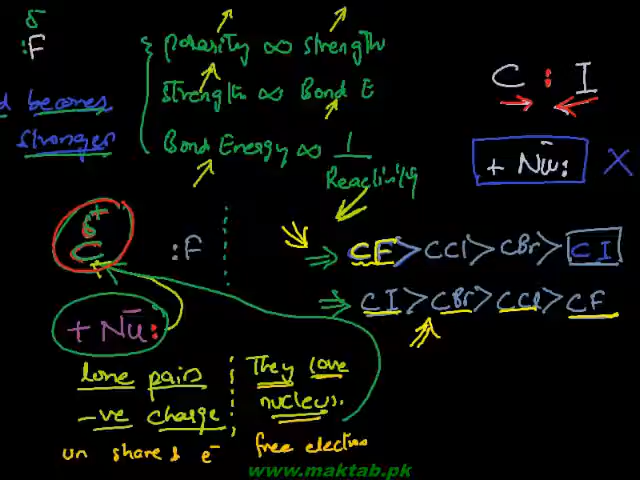 δ-
:F
d becomes
stronger
Polarity ∝ strength
strength ∝ Bond E
Bond Energy ∝ 1
Reactivity
C : I
+ Nu: X
δ+
C :F
+ Nu:
⇒ CF > CCl > CBr > CI
⇒ CI > CBr > CCl > CF
lone pairs
-ve charge
un shared e⁻
They love
nucleus.
free electron
www.maktab.pk